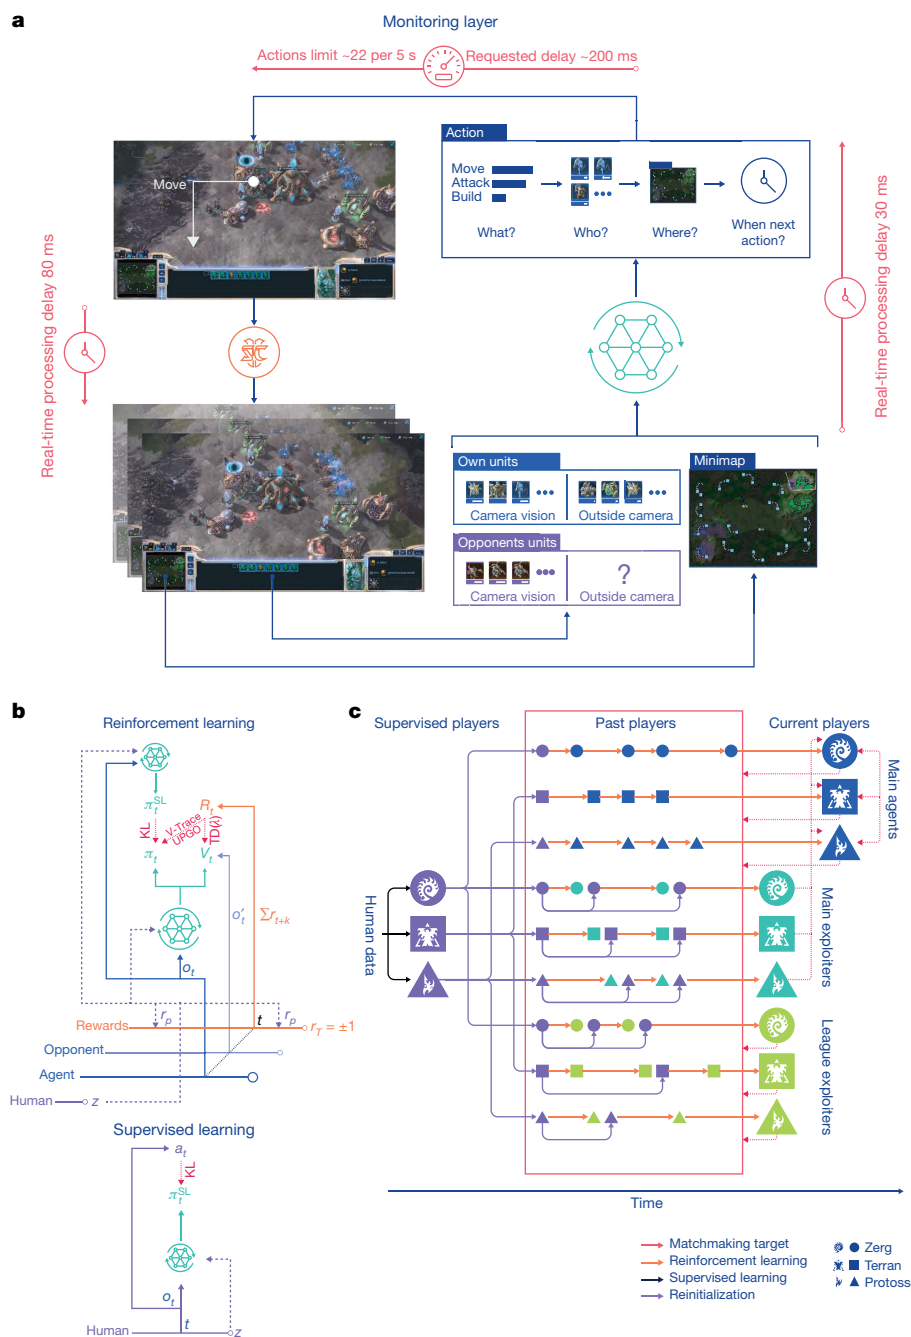 a
Monitoring layer
Actions limit ~22 per 5 s
Requested delay ~200 ms
Action
Move
Move
Attack
Build
What?
Who?
Where?
When next
action?
Real-time processing delay 80 ms
Real-time processing delay 30 ms
Own units
Minimap
Camera vision
Outside camera
Opponents units
?
Camera vision
Outside camera
b
Reinforcement learning
π_t^SL
R_t
KL
V-Trace
UPGO
TD(λ)
π_t
V_t
o′_t
Σr_{t+k}
o_t
r_p
t
r_p
Rewards
r_T = ±1
Opponent
Agent
Human
z
Supervised learning
a_t
KL
π_t^SL
o_t
t
Human
z
c
Supervised players
Past players
Current players
Human data
Main agents
Main exploiters
League exploiters
Time
Matchmaking target
Reinforcement learning
Supervised learning
Reinitialization
Zerg
Terran
Protoss